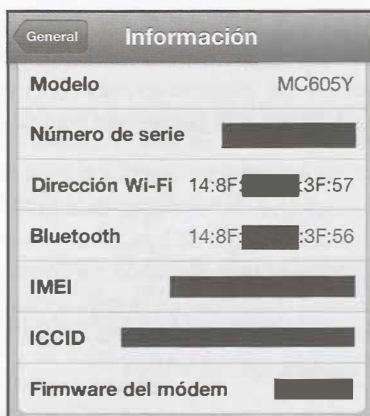 General Información
Modelo MC605Y
Número de serie
Dirección Wi-Fi 14:8F: :3F:57
Bluetooth 14:8F: :3F:56
IMEI
ICCID
Firmware del módem